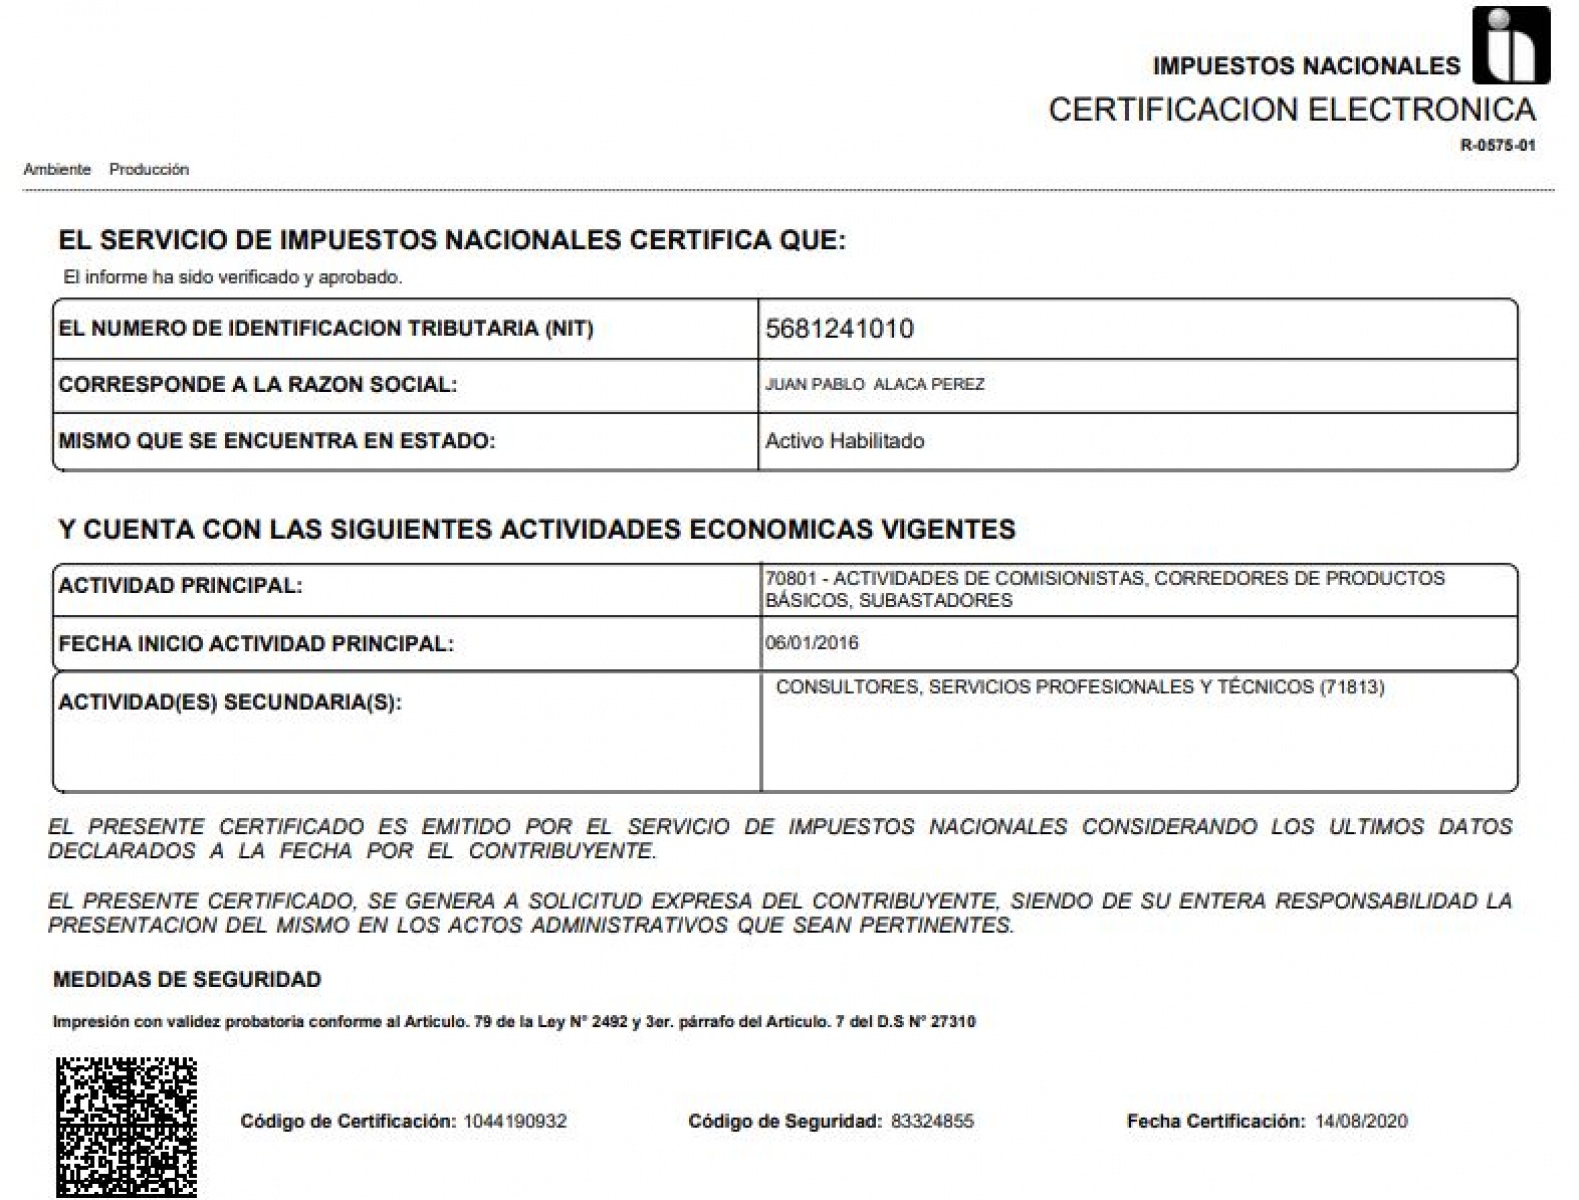 IMPUESTOS NACIONALES
in
CERTIFICACION ELECTRONICA
R-0575-01
Ambiente Producción
EL SERVICIO DE IMPUESTOS NACIONALES CERTIFICA QUE:
El informe ha sido verificado y aprobado.
EL NUMERO DE IDENTIFICACION TRIBUTARIA (NIT) 5681241010
CORRESPONDE A LA RAZON SOCIAL: JUAN PABLO ALACA PEREZ
MISMO QUE SE ENCUENTRA EN ESTADO: Activo Habilitado
Y CUENTA CON LAS SIGUIENTES ACTIVIDADES ECONOMICAS VIGENTES
ACTIVIDAD PRINCIPAL: 70801 - ACTIVIDADES DE COMISIONISTAS, CORREDORES DE PRODUCTOS
BÁSICOS, SUBASTADORES
FECHA INICIO ACTIVIDAD PRINCIPAL: 06/01/2016
ACTIVIDAD(ES) SECUNDARIA(S): CONSULTORES, SERVICIOS PROFESIONALES Y TÉCNICOS (71813)
EL PRESENTE CERTIFICADO ES EMITIDO POR EL SERVICIO DE IMPUESTOS NACIONALES CONSIDERANDO LOS ULTIMOS DATOS
DECLARADOS A LA FECHA POR EL CONTRIBUYENTE.
EL PRESENTE CERTIFICADO, SE GENERA A SOLICITUD EXPRESA DEL CONTRIBUYENTE, SIENDO DE SU ENTERA RESPONSABILIDAD LA
PRESENTACION DEL MISMO EN LOS ACTOS ADMINISTRATIVOS QUE SEAN PERTINENTES.
MEDIDAS DE SEGURIDAD
Impresión con validez probatoria conforme al Articulo. 79 de la Ley N° 2492 y 3er. párrafo del Articulo. 7 del D.S N° 27310
Código de Certificación: 1044190932 Código de Seguridad: 83324855 Fecha Certificación: 14/08/2020